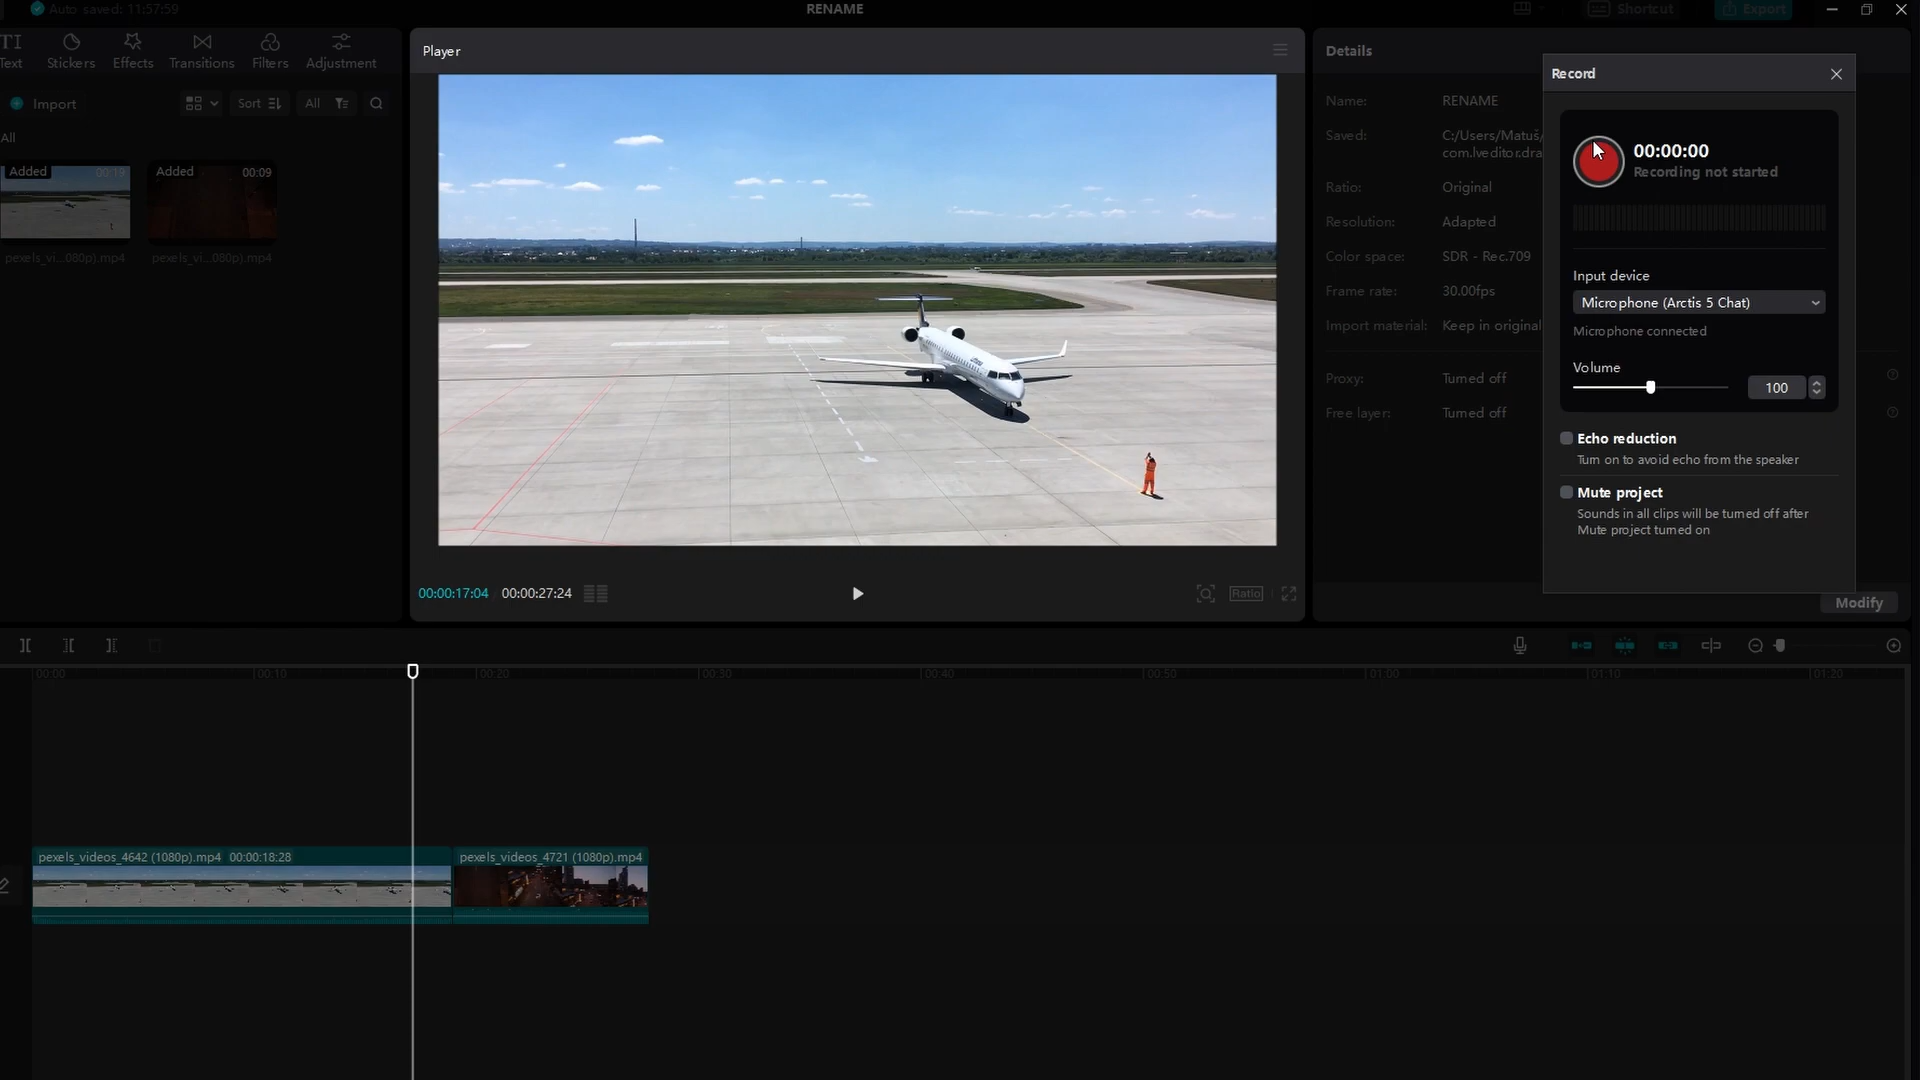 Auto saved: 11:57:59
RENAME
Shortcut
Export
Text
Stickers
Effects
Transitions
Filters
Adjustment
Import
Sort
All
All
Added
00:19
pexels_vi...080p).mp4
Added
00:09
pexels_vi...080p).mp4
Player
00:00:17:04
00:00:27:24
Ratio
Details
Name:
RENAME
Saved:
C:/Users/Matuš/
com.lveditor.dra
Ratio:
Original
Resolution:
Adapted
Color space:
SDR - Rec.709
Frame rate:
30.00fps
Import material:
Keep in original
Proxy:
Turned off
Free layer:
Turned off
Modify
Record
00:00:00
Recording not started
Input device
Microphone (Arctis 5 Chat)
Microphone connected
Volume
100
Echo reduction
Turn on to avoid echo from the speaker
Mute project
Sounds in all clips will be turned off after
Mute project turned on
00:00
00:10
00:20
00:30
00:40
00:50
01:00
01:10
01:20
pexels_videos_4642 (1080p).mp4 00:00:18:28
pexels_videos_4721 (1080p).mp4